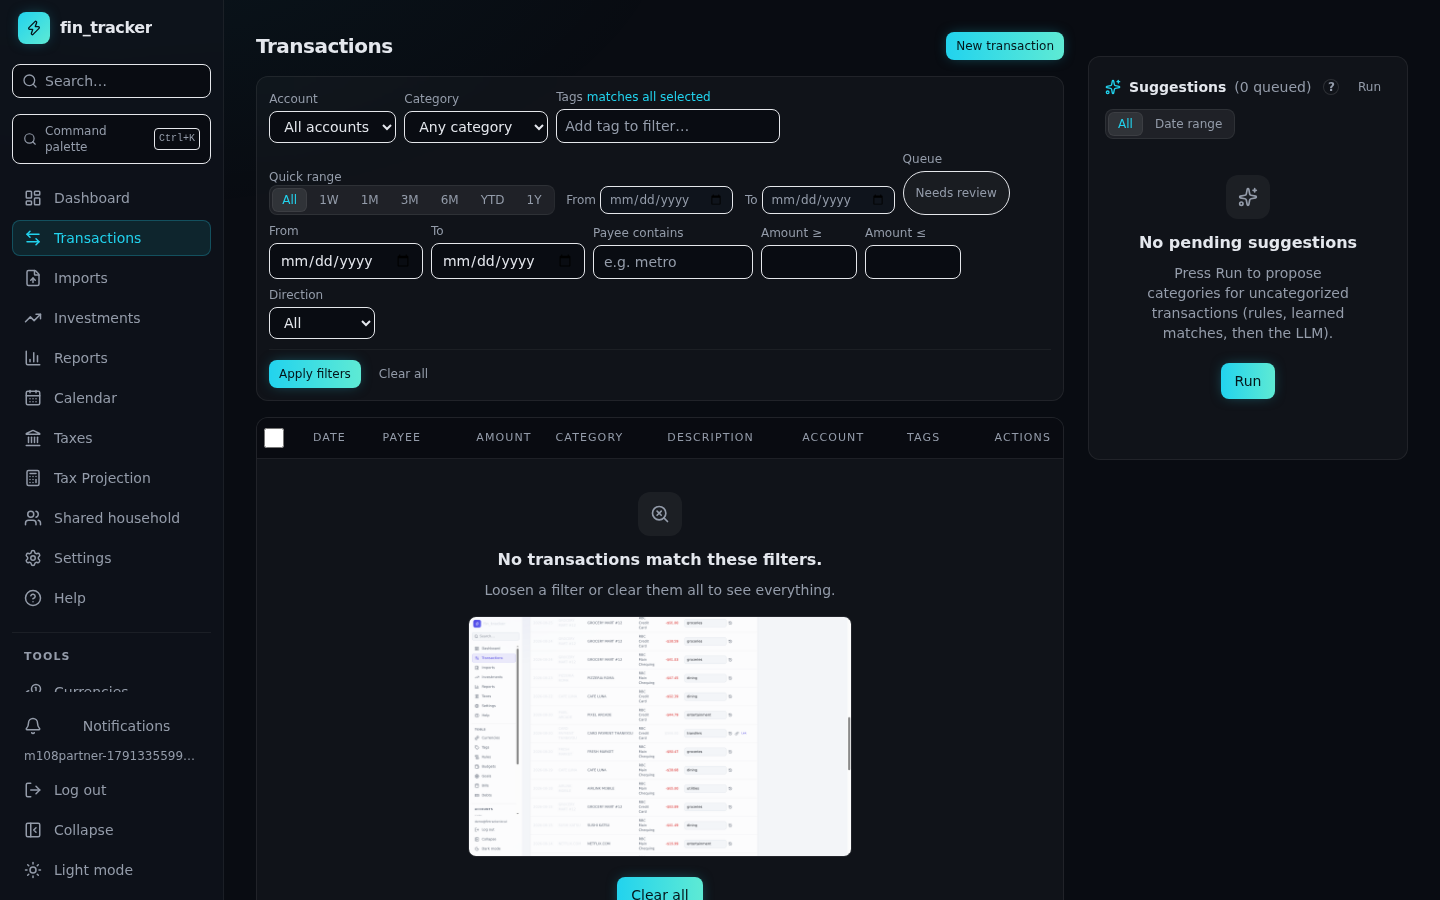 fin_tracker
Search…
Command palette
Ctrl+K
Dashboard
Transactions
Imports
Investments
Reports
Calendar
Taxes
Tax Projection
Shared household
Settings
Help
TOOLS
Currencies
Notifications
m108partner-1791335599…
Log out
Collapse
Light mode
Transactions
New transaction
Account
Category
Tags matches all selected
All accounts
Any category
Add tag to filter…
Quick range
Queue
All 1W 1M 3M 6M YTD 1Y
From mm/dd/yyyy
To mm/dd/yyyy
Needs review
From
To
Payee contains
Amount ≥
Amount ≤
mm/dd/yyyy
mm/dd/yyyy
e.g. metro
Direction
All
Apply filters
Clear all
DATE PAYEE AMOUNT CATEGORY DESCRIPTION ACCOUNT TAGS ACTIONS
No transactions match these filters.
Loosen a filter or clear them all to see everything.
Clear all
Suggestions (0 queued) ? Run
All Date range
No pending suggestions
Press Run to propose
categories for uncategorized
transactions (rules, learned
matches, then the LLM).
Run